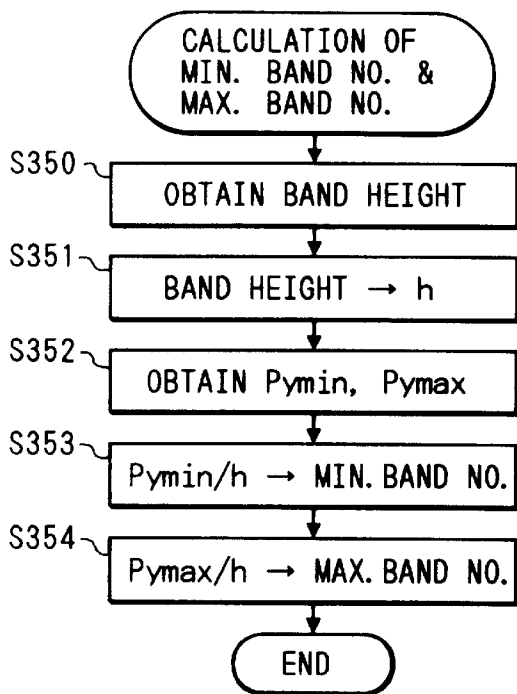 CALCULATION OF
MIN. BAND NO. &
MAX. BAND NO.
S350
OBTAIN BAND HEIGHT
S351
BAND HEIGHT → h
S352
OBTAIN Pymin, Pymax
S353
Pymin/h → MIN. BAND NO.
S354
Pymax/h → MAX. BAND NO.
END